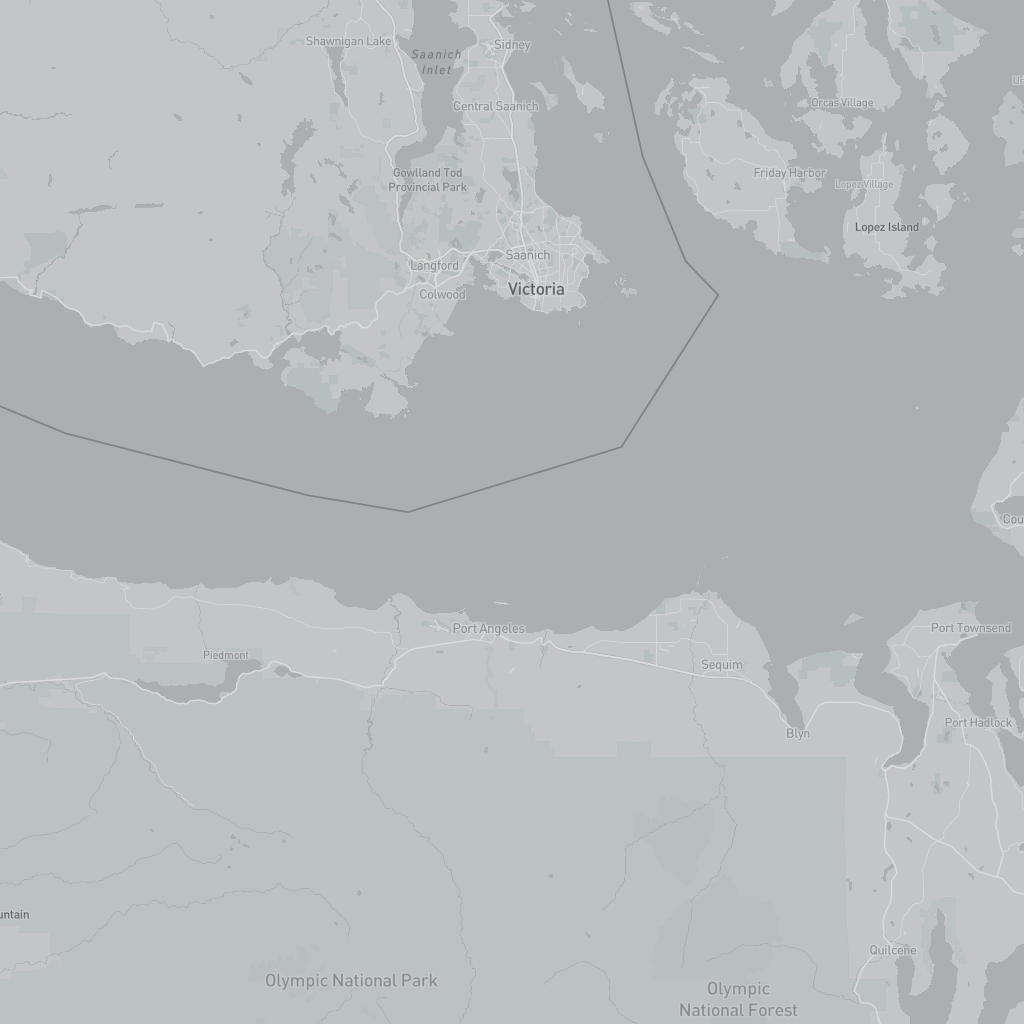 Shawnigan Lake
Saanich
Inlet
Sidney
Central Saanich
Orcas Village
Gowlland Tod
Provincial Park
Friday Harbor
Lopez Village
Lopez Island
Saanich
Langford
Colwood
Victoria
Cou
Port Angeles
Port Townsend
Piedmont
Sequim
Port Hadlock
Blyn
untain
Quilcene
Olympic National Park
Olympic
National Forest